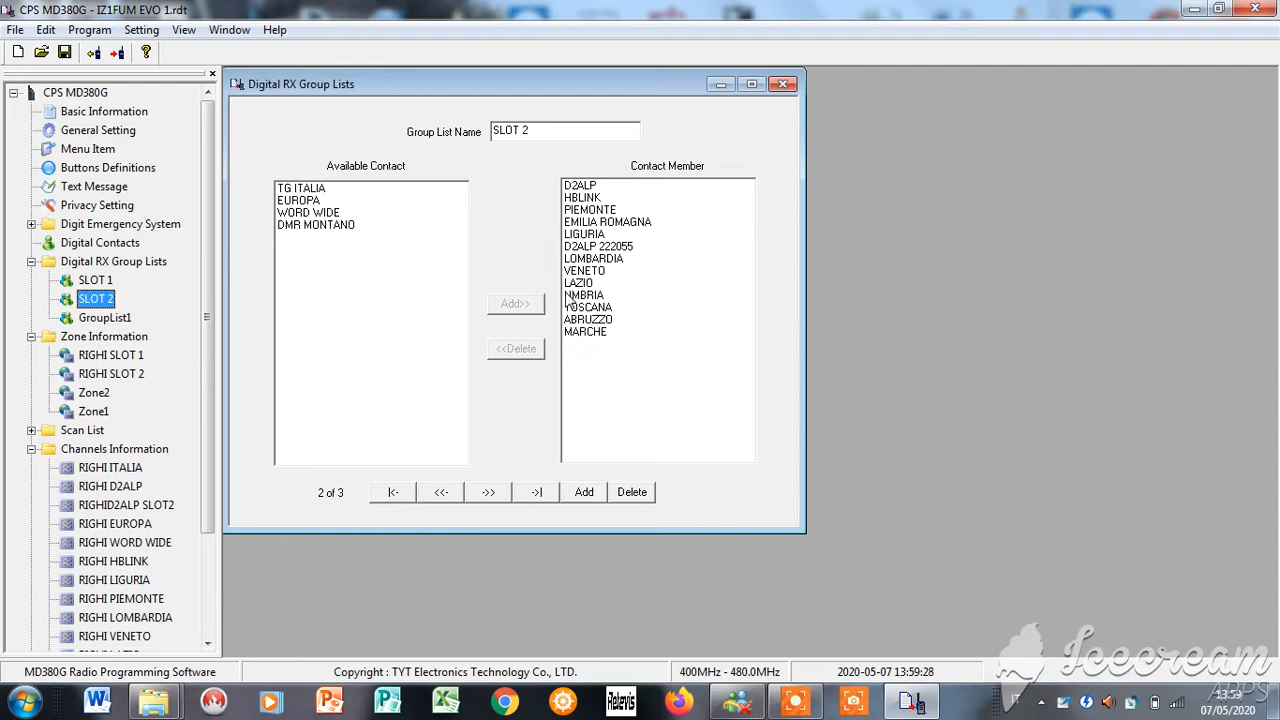 CPS MD380G - IZ1FUM EVO 1.rdt
File Edit Program Setting View Window Help
CPS MD380G
Basic Information
General Setting
Menu Item
Buttons Definitions
Text Message
Privacy Setting
Digit Emergency System
Digital Contacts
Digital RX Group Lists
SLOT 1
SLOT 2
GroupList1
Zone Information
RIGHI SLOT 1
RIGHI SLOT 2
Zone2
Zone1
Scan List
Channels Information
RIGHI ITALIA
RIGHI D2ALP
RIGHID2ALP SLOT2
RIGHI EUROPA
RIGHI WORD WIDE
RIGHI HBLINK
RIGHI LIGURIA
RIGHI PIEMONTE
RIGHI LOMBARDIA
RIGHI VENETO
Digital RX Group Lists
Group List Name SLOT 2
Available Contact
TG ITALIA
EUROPA
WORD WIDE
DMR MONTANO
Add>>
<<Delete
Contact Member
D2ALP
HBLINK
PIEMONTE
EMILIA ROMAGNA
LIGURIA
D2ALP 222055
LOMBARDIA
VENETO
LAZIO
TOSCANA
ABRUZZO
MARCHE
2 of 3 |<- <<- ->> ->| Add Delete
MD380G Radio Programming Software Copyright : TYT Electronics Technology Co., LTD. 400MHz - 480.0MHz 2020-05-07 13:59:28
Icecream
APPS
Relevis
IT
13:59
07/05/2020